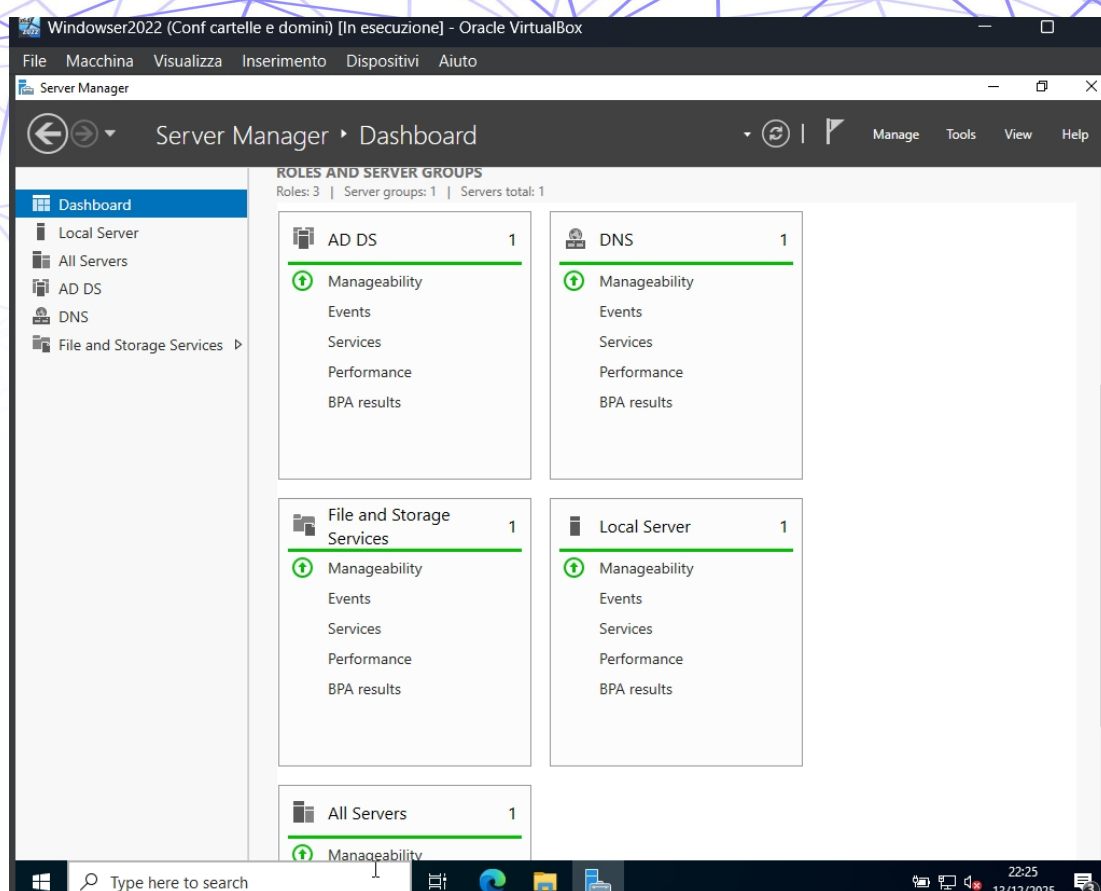 Windowser2022 (Conf cartelle e domini) [In esecuzione] - Oracle VirtualBox
File Macchina Visualizza Inserimento Dispositivi Aiuto
Server Manager
Server Manager ‣ Dashboard
Manage Tools View Help
Dashboard
Local Server
All Servers
AD DS
DNS
File and Storage Services
ROLES AND SERVER GROUPS
Roles: 3 | Server groups: 1 | Servers total: 1
AD DS 1
Manageability
Events
Services
Performance
BPA results
DNS 1
Manageability
Events
Services
Performance
BPA results
File and Storage
Services 1
Manageability
Events
Services
Performance
BPA results
Local Server 1
Manageability
Events
Services
Performance
BPA results
All Servers 1
Manageability
Type here to search
22:25
12/12/2025
3